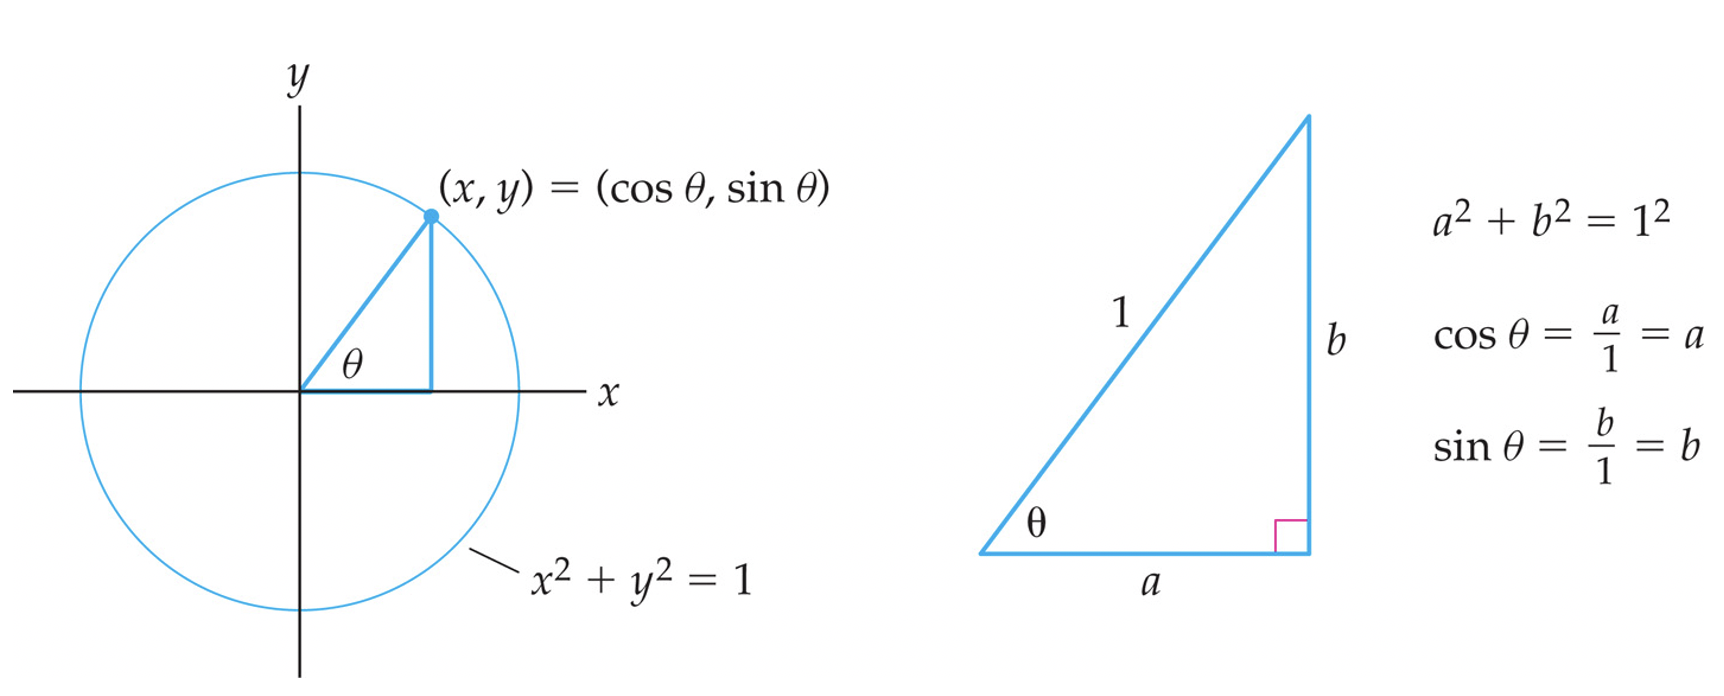 y
(x, y) = (cos θ, sin θ)
θ
x
x² + y² = 1
1
b
θ
a
a² + b² = 1²
cos θ = a/1 = a
sin θ = b/1 = b